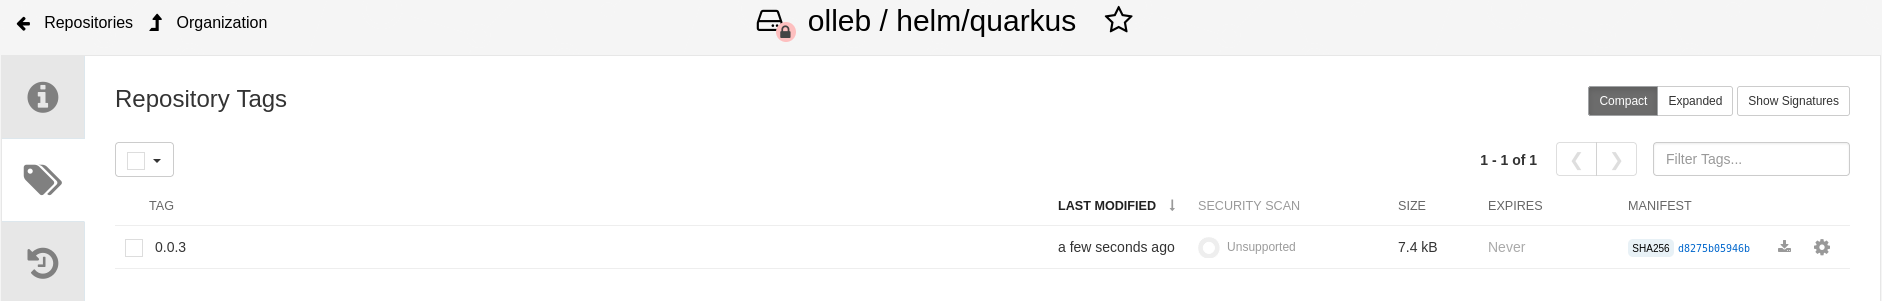 Repositories Organization olleb / helm/quarkus
Repository Tags Compact Expanded Show Signatures
1 - 1 of 1 Filter Tags...
TAG LAST MODIFIED SECURITY SCAN SIZE EXPIRES MANIFEST
0.0.3 a few seconds ago Unsupported 7.4 kB Never SHA256 d8275b05946b